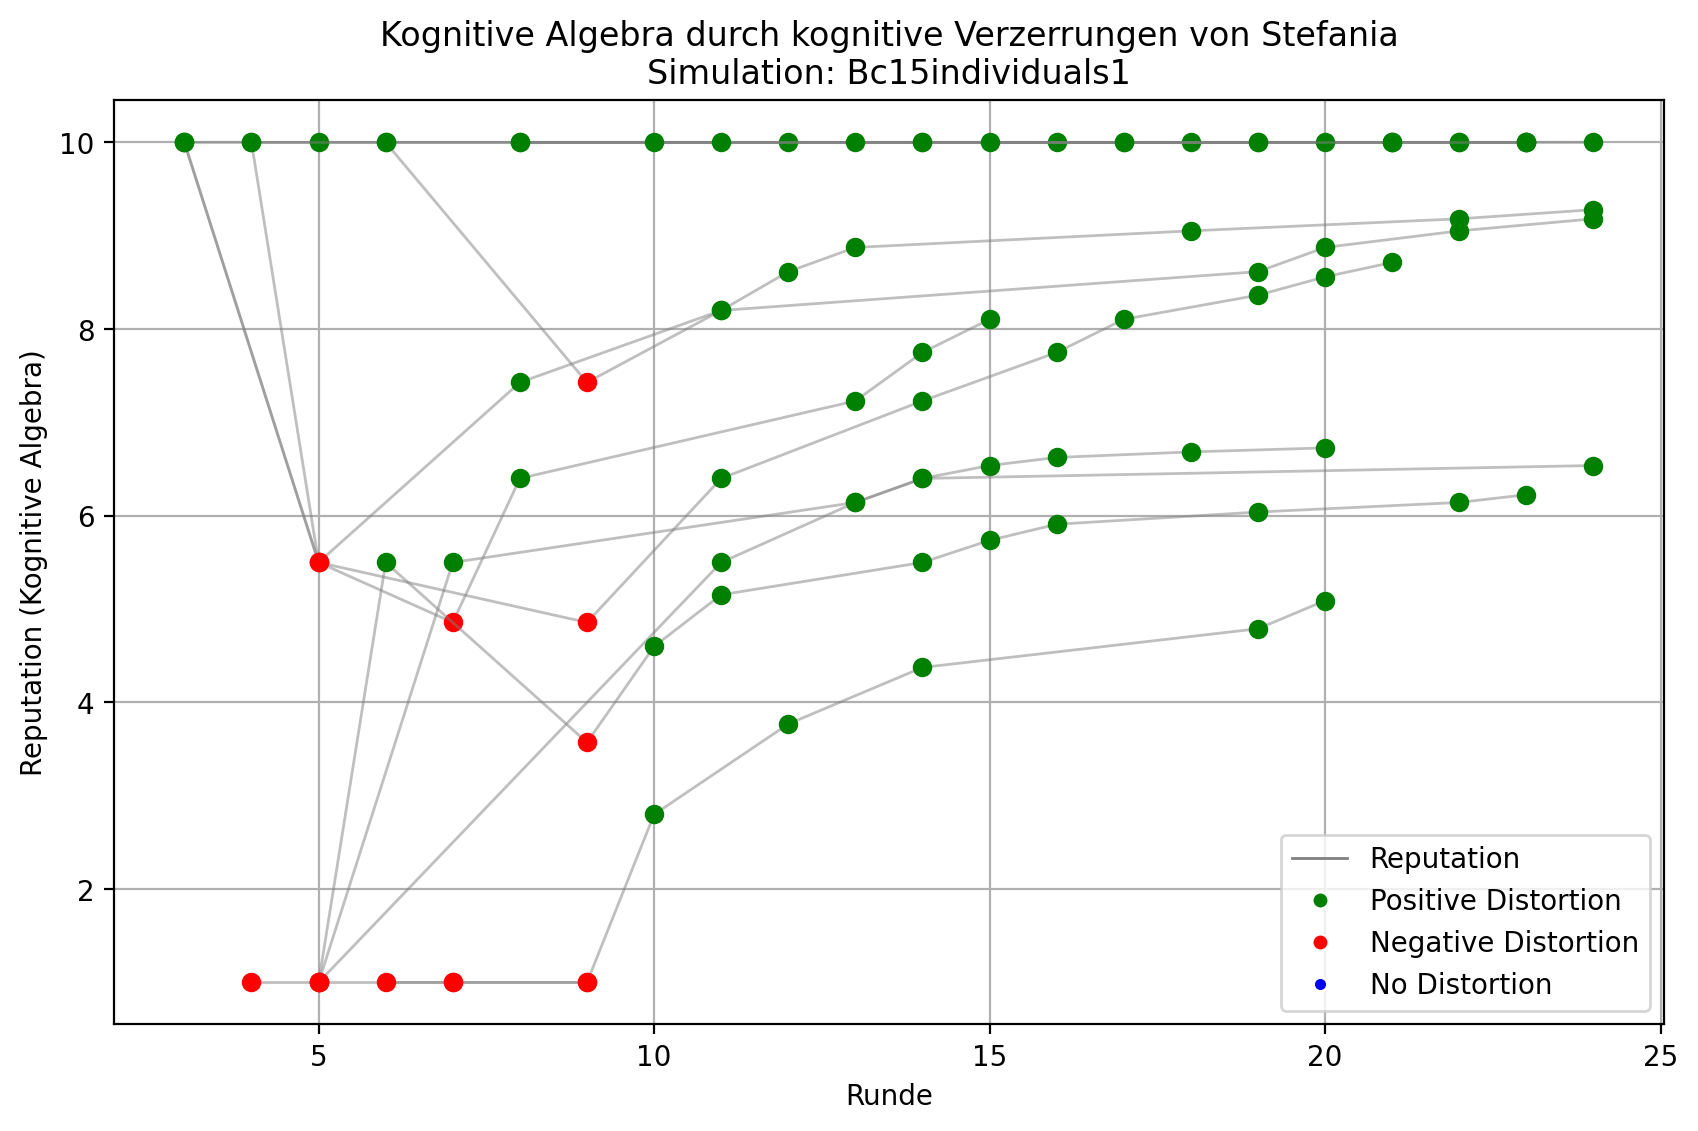 Kognitive Algebra durch kognitive Verzerrungen von Stefania
Simulation: Bc15individuals1
Reputation (Kognitive Algebra)
10
8
6
4
2
Reputation
Positive Distortion
Negative Distortion
No Distortion
5
10
15
20
25
Runde